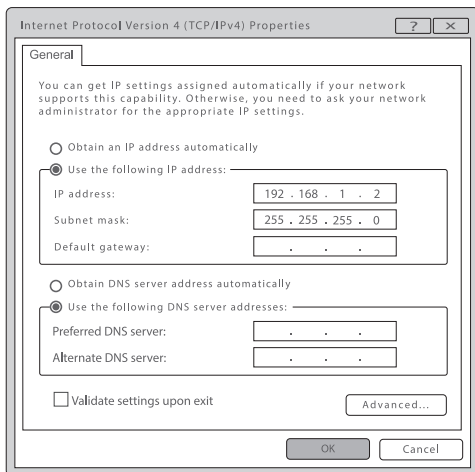 Internet Protocol Version 4 (TCP/IPv4) Properties ? ×
General
You can get IP settings assigned automatically if your network
supports this capability. Otherwise, you need to ask your network
administrator for the appropriate IP settings.
Obtain an IP address automatically
Use the following IP address:
IP address: 192 . 168 . 1 . 2
Subnet mask: 255 . 255 . 255 . 0
Default gateway: . . .
Obtain DNS server address automatically
Use the following DNS server addresses:
Preferred DNS server: . . .
Alternate DNS server: . . .
Validate settings upon exit
Advanced...
OK Cancel